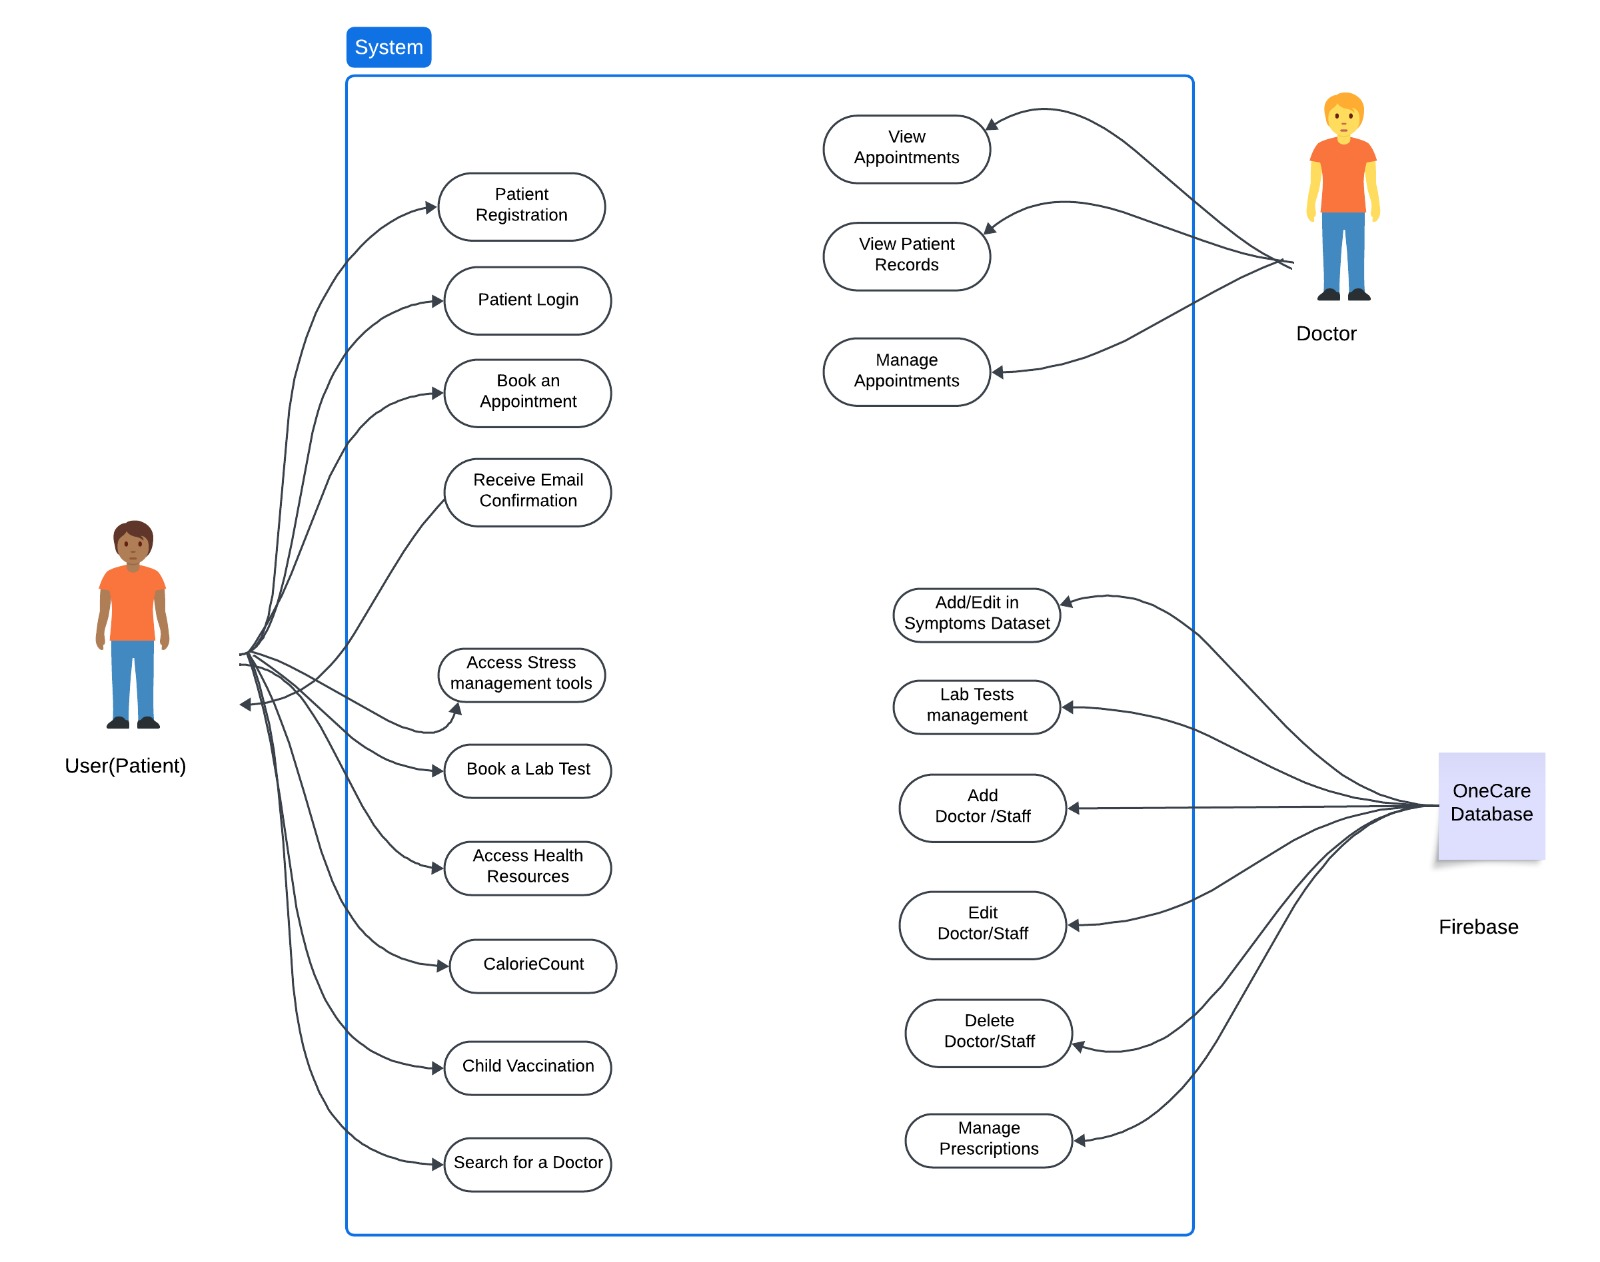 System
Patient
Registration
Patient Login
Book an
Appointment
Receive Email
Confirmation
Access Stress
management tools
Book a Lab Test
Access Health
Resources
CalorieCount
Child Vaccination
Search for a Doctor
User(Patient)
View
Appointments
View Patient
Records
Manage
Appointments
Doctor
Add/Edit in
Symptoms Dataset
Lab Tests
management
Add
Doctor /Staff
Edit
Doctor/Staff
Delete
Doctor/Staff
Manage
Prescriptions
OneCare
Database
Firebase